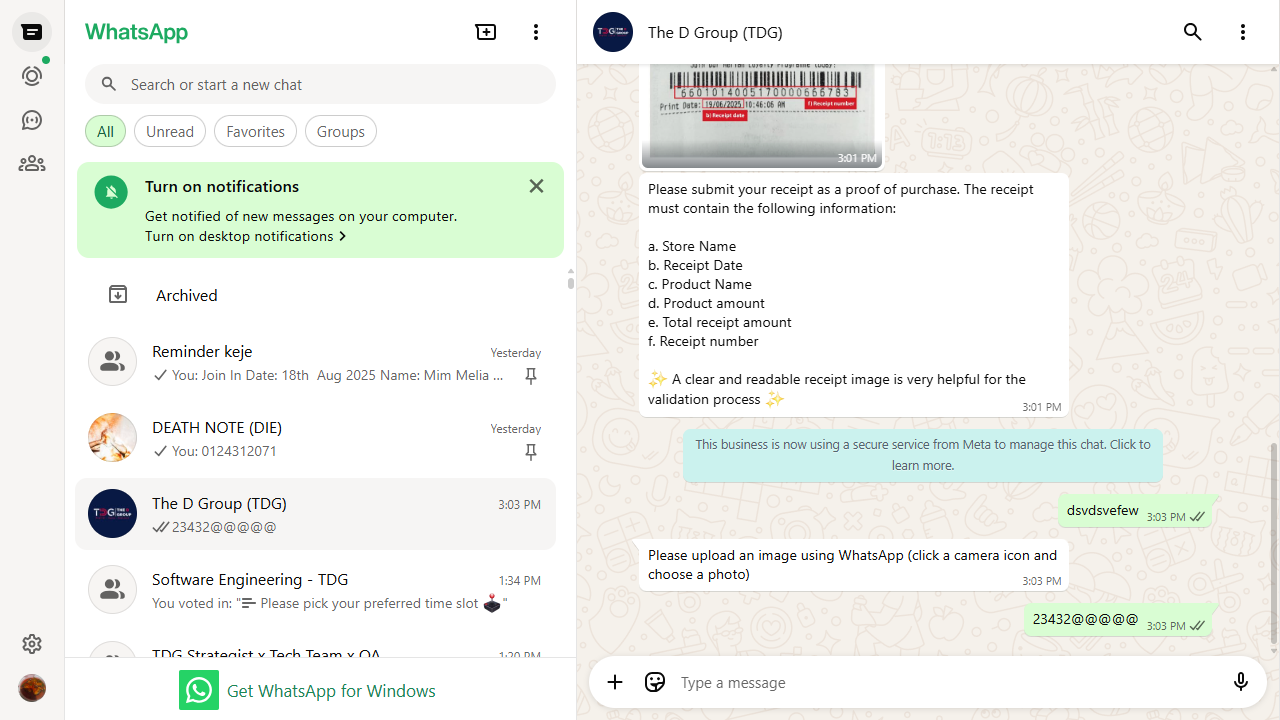 WhatsApp
Search or start a new chat
All
Unread
Favorites
Groups
Turn on notifications
Get notified of new messages on your computer.
Turn on desktop notifications
Archived
Reminder keje
Yesterday
You: Join In Date: 18th Aug 2025 Name: Mim Melia ...
DEATH NOTE (DIE)
Yesterday
You: 0124312071
TDG THE D GROUP
The D Group (TDG)
3:03 PM
23432@@@@@
Software Engineering - TDG
1:34 PM
You voted in: "Please pick your preferred time slot 🕹️"
TDG Strategist x Tech Team x QA
1:20 PM
Get WhatsApp for Windows
The D Group (TDG)
6601014005170000666783
f) Receipt number
Print Date: 19/06/2025 10:46:06 AM
b) Receipt date
3:01 PM
Please submit your receipt as a proof of purchase. The receipt
must contain the following information:
a. Store Name
b. Receipt Date
c. Product Name
d. Product amount
e. Total receipt amount
f. Receipt number
✨ A clear and readable receipt image is very helpful for the
validation process ✨
3:01 PM
This business is now using a secure service from Meta to manage this chat. Click to
learn more.
dsvdsvefew
3:03 PM
Please upload an image using WhatsApp (click a camera icon and
choose a photo)
3:03 PM
23432@@@@@
3:03 PM
Type a message